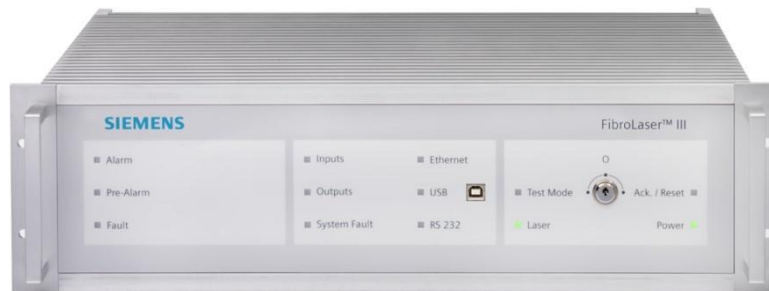 SIEMENS
FibroLaser™ III
Alarm
Pre-Alarm
Fault
Inputs
Outputs
System Fault
Ethernet
USB
RS 232
O
Test Mode
Ack. / Reset
Laser
Power